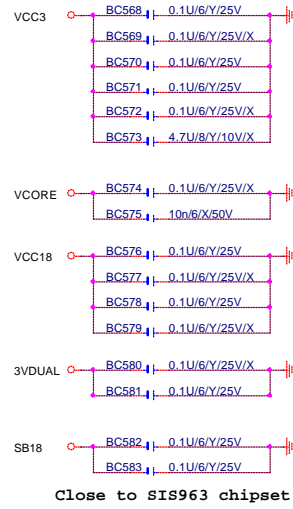 VCC3
BC568 0.1U/6/Y/25V
BC569 0.1U/6/Y/25V/X
BC570 0.1U/6/Y/25V
BC571 0.1U/6/Y/25V
BC572 0.1U/6/Y/25V/X
BC573 4.7U/8/Y/10V/X
VCORE
BC574 0.1U/6/Y/25V/X
BC575 10n/6/X/50V
VCC18
BC576 0.1U/6/Y/25V
BC577 0.1U/6/Y/25V/X
BC578 0.1U/6/Y/25V
BC579 0.1U/6/Y/25V/X
3VDUAL
BC580 0.1U/6/Y/25V/X
BC581 0.1U/6/Y/25V
SB18
BC582 0.1U/6/Y/25V
BC583 0.1U/6/Y/25V
Close to SIS963 chipset